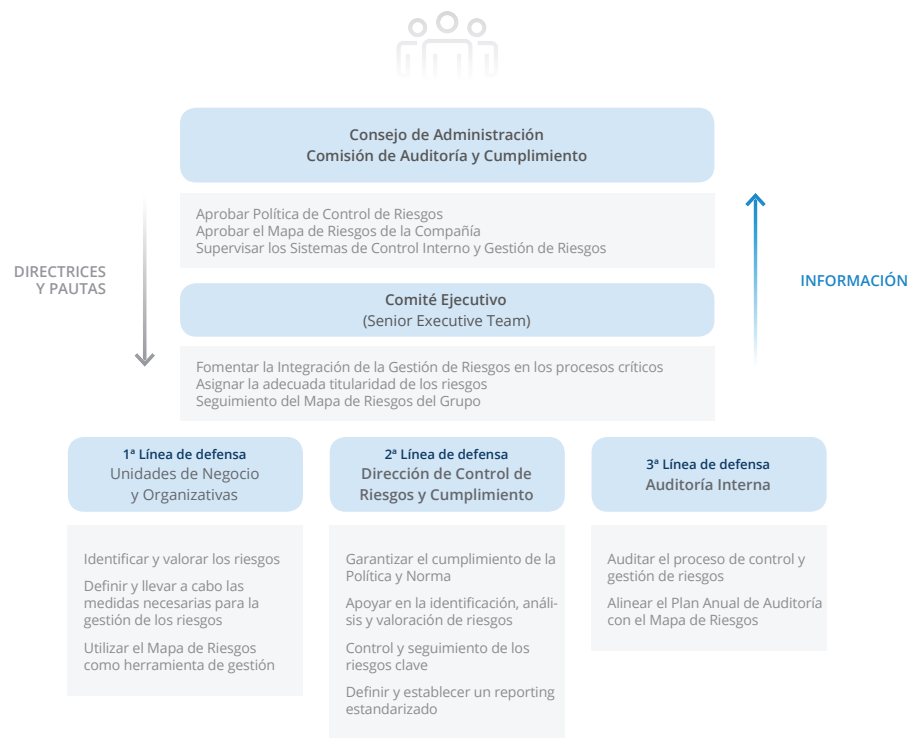 Consejo de Administración
Comisión de Auditoría y Cumplimiento
Aprobar Política de Control de Riesgos
Aprobar el Mapa de Riesgos de la Compañía
Supervisar los Sistemas de Control Interno y Gestión de Riesgos
DIRECTRICES
Y PAUTAS
INFORMACIÓN
Comité Ejecutivo
(Senior Executive Team)
Fomentar la Integración de la Gestión de Riesgos en los procesos críticos
Asignar la adecuada titularidad de los riesgos
Seguimiento del Mapa de Riesgos del Grupo
1ª Línea de defensa
Unidades de Negocio
y Organizativas
Identificar y valorar los riesgos
Definir y llevar a cabo las
medidas necesarias para la
gestión de los riesgos
Utilizar el Mapa de Riesgos
como herramienta de gestión
2ª Línea de defensa
Dirección de Control de
Riesgos y Cumplimiento
Garantizar el cumplimiento de la
Política y Norma
Apoyar en la identificación, análi-
sis y valoración de riesgos
Control y seguimiento de los
riesgos clave
Definir y establecer un reporting
estandarizado
3ª Línea de defensa
Auditoría Interna
Auditar el proceso de control y
gestión de riesgos
Alinear el Plan Anual de Auditoría
con el Mapa de Riesgos